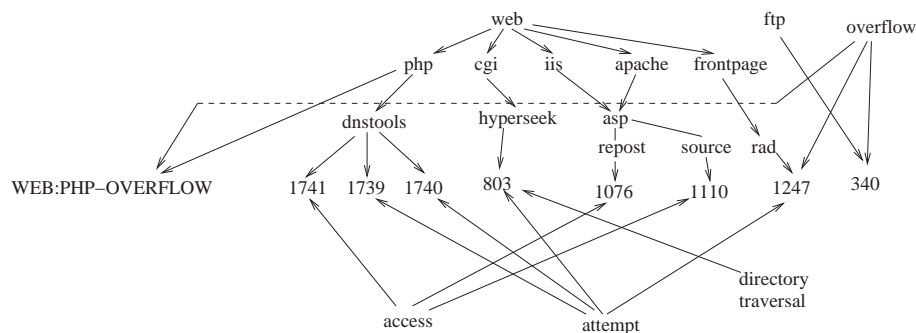 web
ftp
overflow
php
cgi
iis
apache
frontpage
dnstools
hyperseek
asp
repost
source
rad
WEB:PHP−OVERFLOW
1741
1739
1740
803
1076
1110
1247
340
directory
traversal
access
attempt